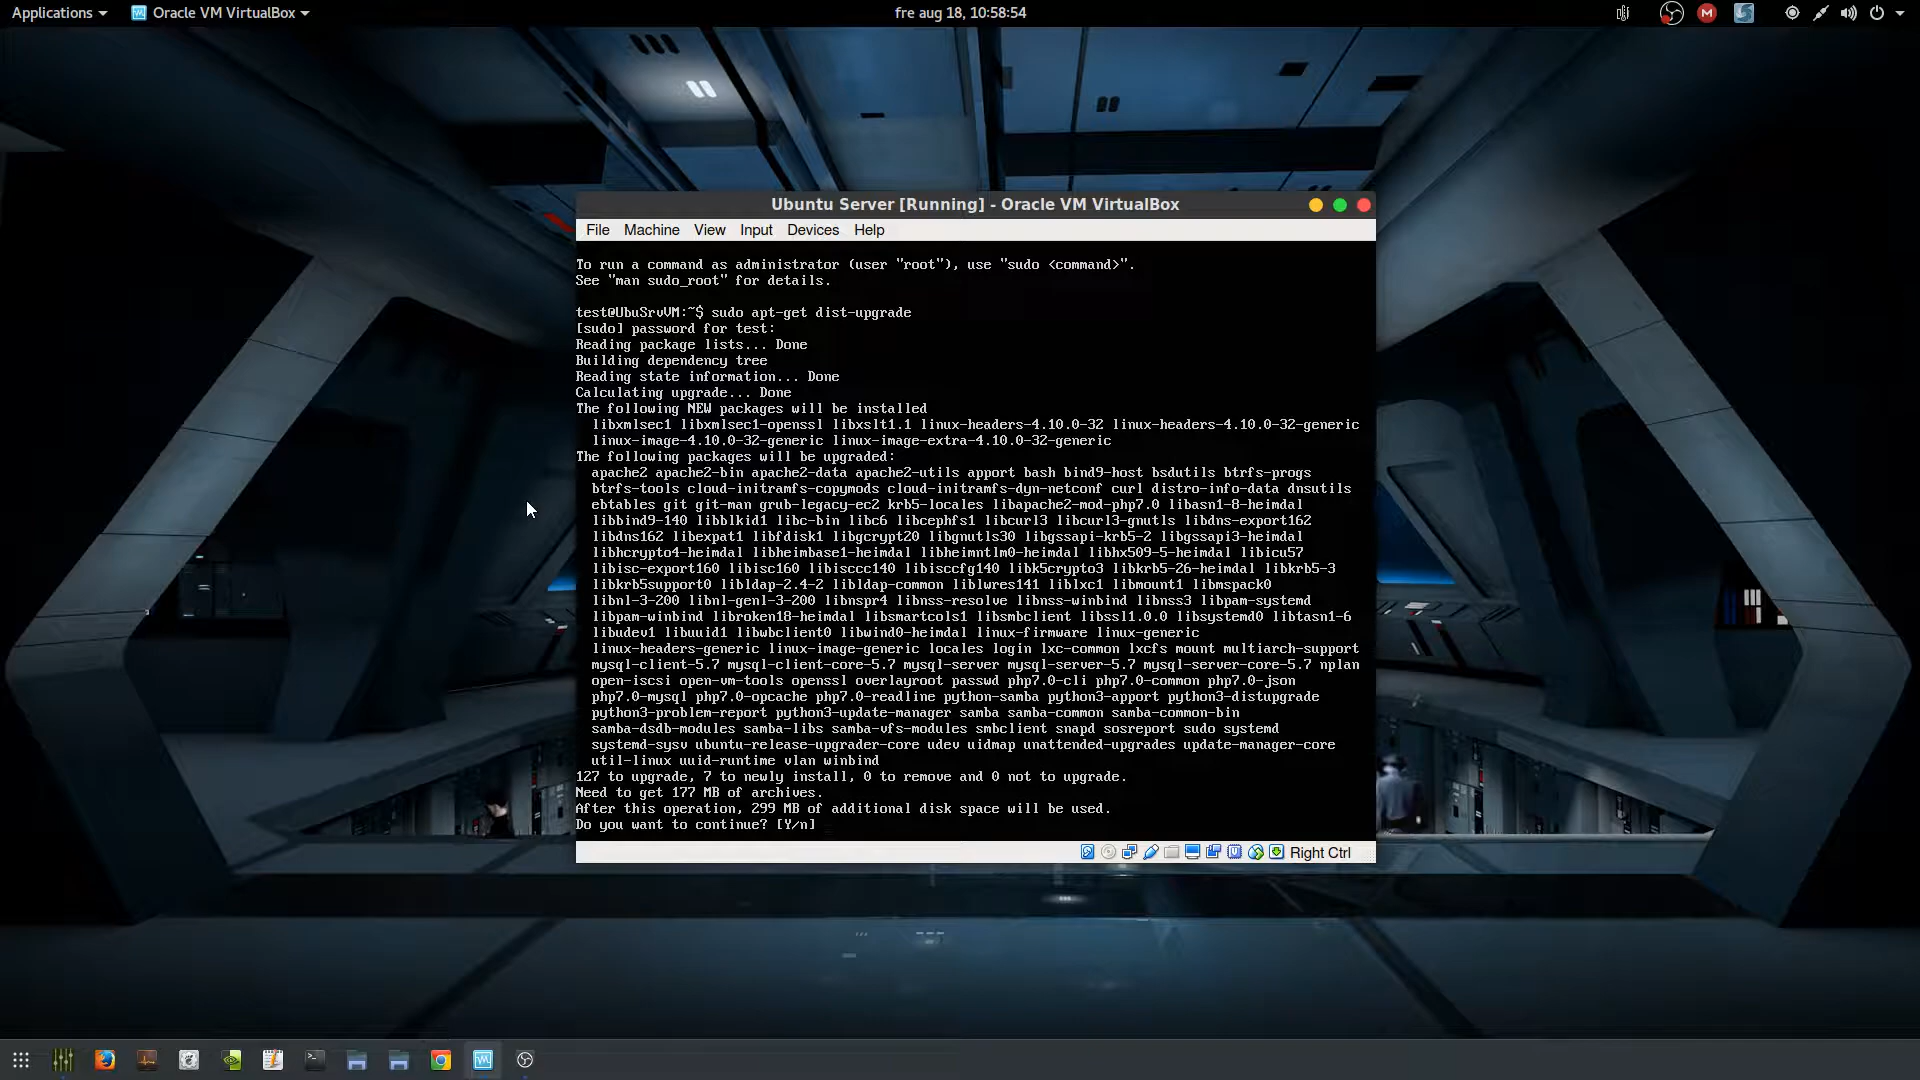 Applications
Oracle VM VirtualBox
fre aug 18, 10:58:54
Ubuntu Server [Running] - Oracle VM VirtualBox
File Machine View Input Devices Help
To run a command as administrator (user "root"), use "sudo <command>".
See "man sudo_root" for details.
test@UbuSrvVM:~$ sudo apt-get dist-upgrade
[sudo] password for test:
Reading package lists... Done
Building dependency tree
Reading state information... Done
Calculating upgrade... Done
The following NEW packages will be installed
libxmlsec1 libxmlsec1-openssl libxslt1.1 linux-headers-4.10.0-32 linux-headers-4.10.0-32-generic
linux-image-4.10.0-32-generic linux-image-extra-4.10.0-32-generic
The following packages will be upgraded:
apache2 apache2-bin apache2-data apache2-utils apport bash bind9-host bsdutils btrfs-progs
btrfs-tools cloud-initramfs-copymods cloud-initramfs-dyn-netconf curl distro-info-data dnsutils
ebtables git git-man grub-legacy-ec2 krb5-locales libapache2-mod-php7.0 libasn1-8-heimdal
libbind9-140 libblkid1 libc-bin libc6 libcephfs1 libcurl3 libcurl3-gnutls libdns-export162
libdns162 libexpat1 libfdisk1 libgcrypt20 libgnutls30 libgssapi-krb5-2 libgssapi3-heimdal
libhcrypto4-heimdal libheimbase1-heimdal libheimntlm0-heimdal libhx509-5-heimdal libicu57
libisc-export160 libisc160 libisccc140 libisccfg140 libk5crypto3 libkrb5-26-heimdal libkrb5-3
libkrb5support0 libldap-2.4-2 libldap-common liblwres141 liblxc1 libmount1 libmspack0
libnl-3-200 libnl-genl-3-200 libnspr4 libnss-resolve libnss-winbind libnss3 libpam-systemd
libpam-winbind libroken18-heimdal libsmartcols1 libsmbclient libssl1.0.0 libsystemd0 libtasn1-6
libudev1 libuuid1 libwbclient0 libwind0-heimdal linux-firmware linux-generic
linux-headers-generic linux-image-generic locales login lxc-common lxcfs mount multiarch-support
mysql-client-5.7 mysql-client-core-5.7 mysql-server mysql-server-5.7 mysql-server-core-5.7 nplan
open-iscsi open-vm-tools openssl overlayroot passwd php7.0-cli php7.0-common php7.0-json
php7.0-mysql php7.0-opcache php7.0-readline python-samba python3-apport python3-distupgrade
python3-problem-report python3-update-manager samba samba-common samba-common-bin
samba-dsdb-modules samba-libs samba-vfs-modules smbclient snapd sosreport sudo systemd
systemd-sysv ubuntu-release-upgrader-core udev uidmap unattended-upgrades update-manager-core
util-linux uuid-runtime vlan winbind
127 to upgrade, 7 to newly install, 0 to remove and 0 not to upgrade.
Need to get 177 MB of archives.
After this operation, 299 MB of additional disk space will be used.
Do you want to continue? [Y/n]
Right Ctrl